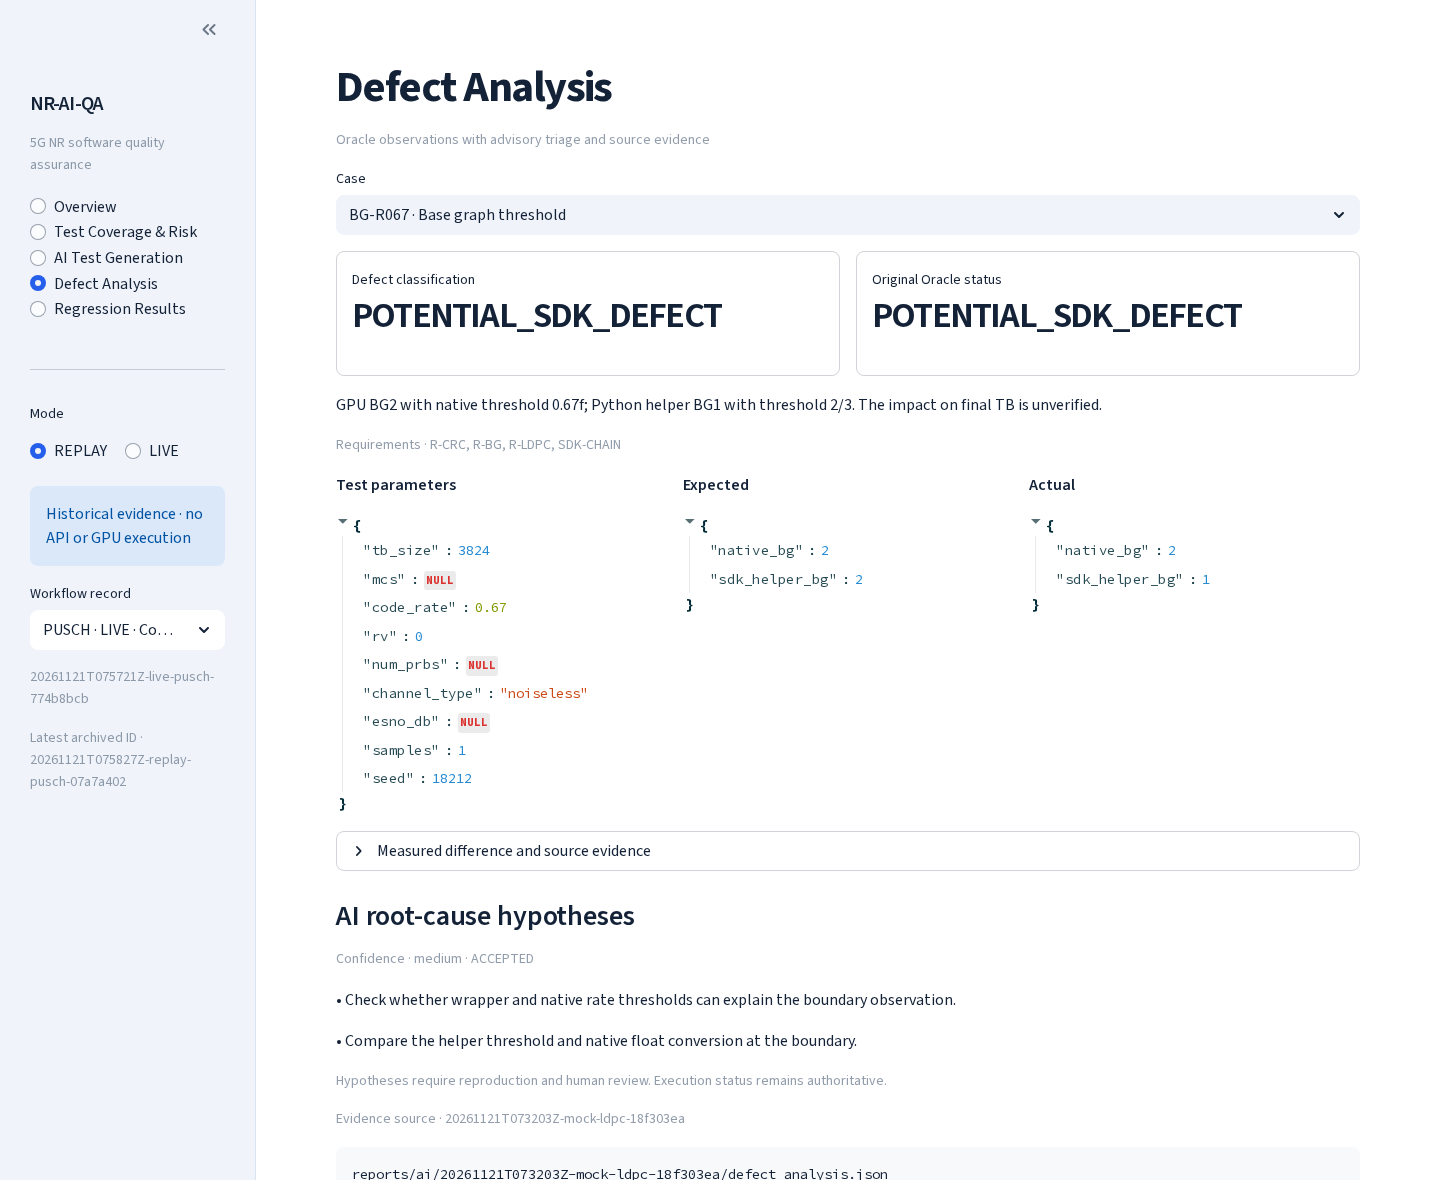 NR-AI-QA
5G NR software quality
assurance
Overview
Test Coverage & Risk
AI Test Generation
Defect Analysis
Regression Results
Mode
REPLAY
LIVE
Historical evidence · no
API or GPU execution
Workflow record
PUSCH · LIVE · Co...
20261121T075721Z-live-pusch-
774b8bcb
Latest archived ID ·
20261121T075827Z-replay-
pusch-07a7a402
Defect Analysis
Oracle observations with advisory triage and source evidence
Case
BG-R067 · Base graph threshold
Defect classification
POTENTIAL_SDK_DEFECT
Original Oracle status
POTENTIAL_SDK_DEFECT
GPU BG2 with native threshold 0.67f; Python helper BG1 with threshold 2/3. The impact on final TB is unverified.
Requirements · R-CRC, R-BG, R-LDPC, SDK-CHAIN
Test parameters
{
"tb_size" : 3824
"mcs" : NULL
"code_rate" : 0.67
"rv" : 0
"num_prbs" : NULL
"channel_type" : "noiseless"
"esno_db" : NULL
"samples" : 1
"seed" : 18212
}
Expected
{
"native_bg" : 2
"sdk_helper_bg" : 2
}
Actual
{
"native_bg" : 2
"sdk_helper_bg" : 1
}
Measured difference and source evidence
AI root-cause hypotheses
Confidence · medium · ACCEPTED
• Check whether wrapper and native rate thresholds can explain the boundary observation.
• Compare the helper threshold and native float conversion at the boundary.
Hypotheses require reproduction and human review. Execution status remains authoritative.
Evidence source · 20261121T073203Z-mock-ldpc-18f303ea
reports/ai/20261121T073203Z-mock-ldpc-18f303ea/defect_analysis.json